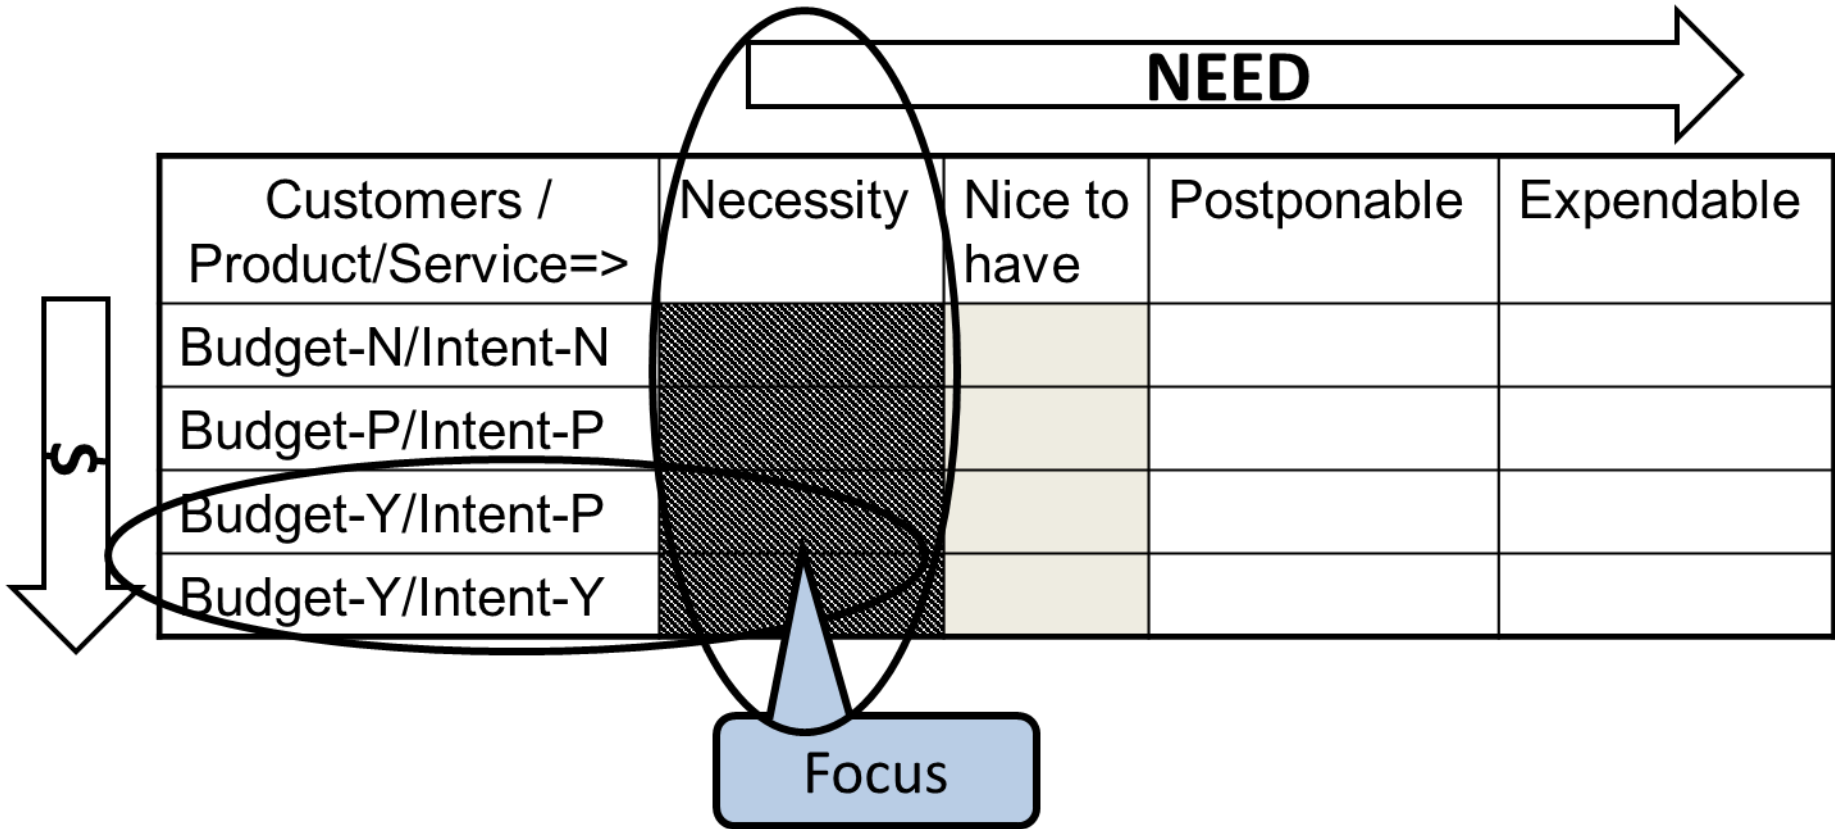 NEED
Customers /
Product/Service=>
Necessity
Nice to
have
Postponable
Expendable
$
Budget-N/Intent-N
Budget-P/Intent-P
Budget-Y/Intent-P
Budget-Y/Intent-Y
Focus